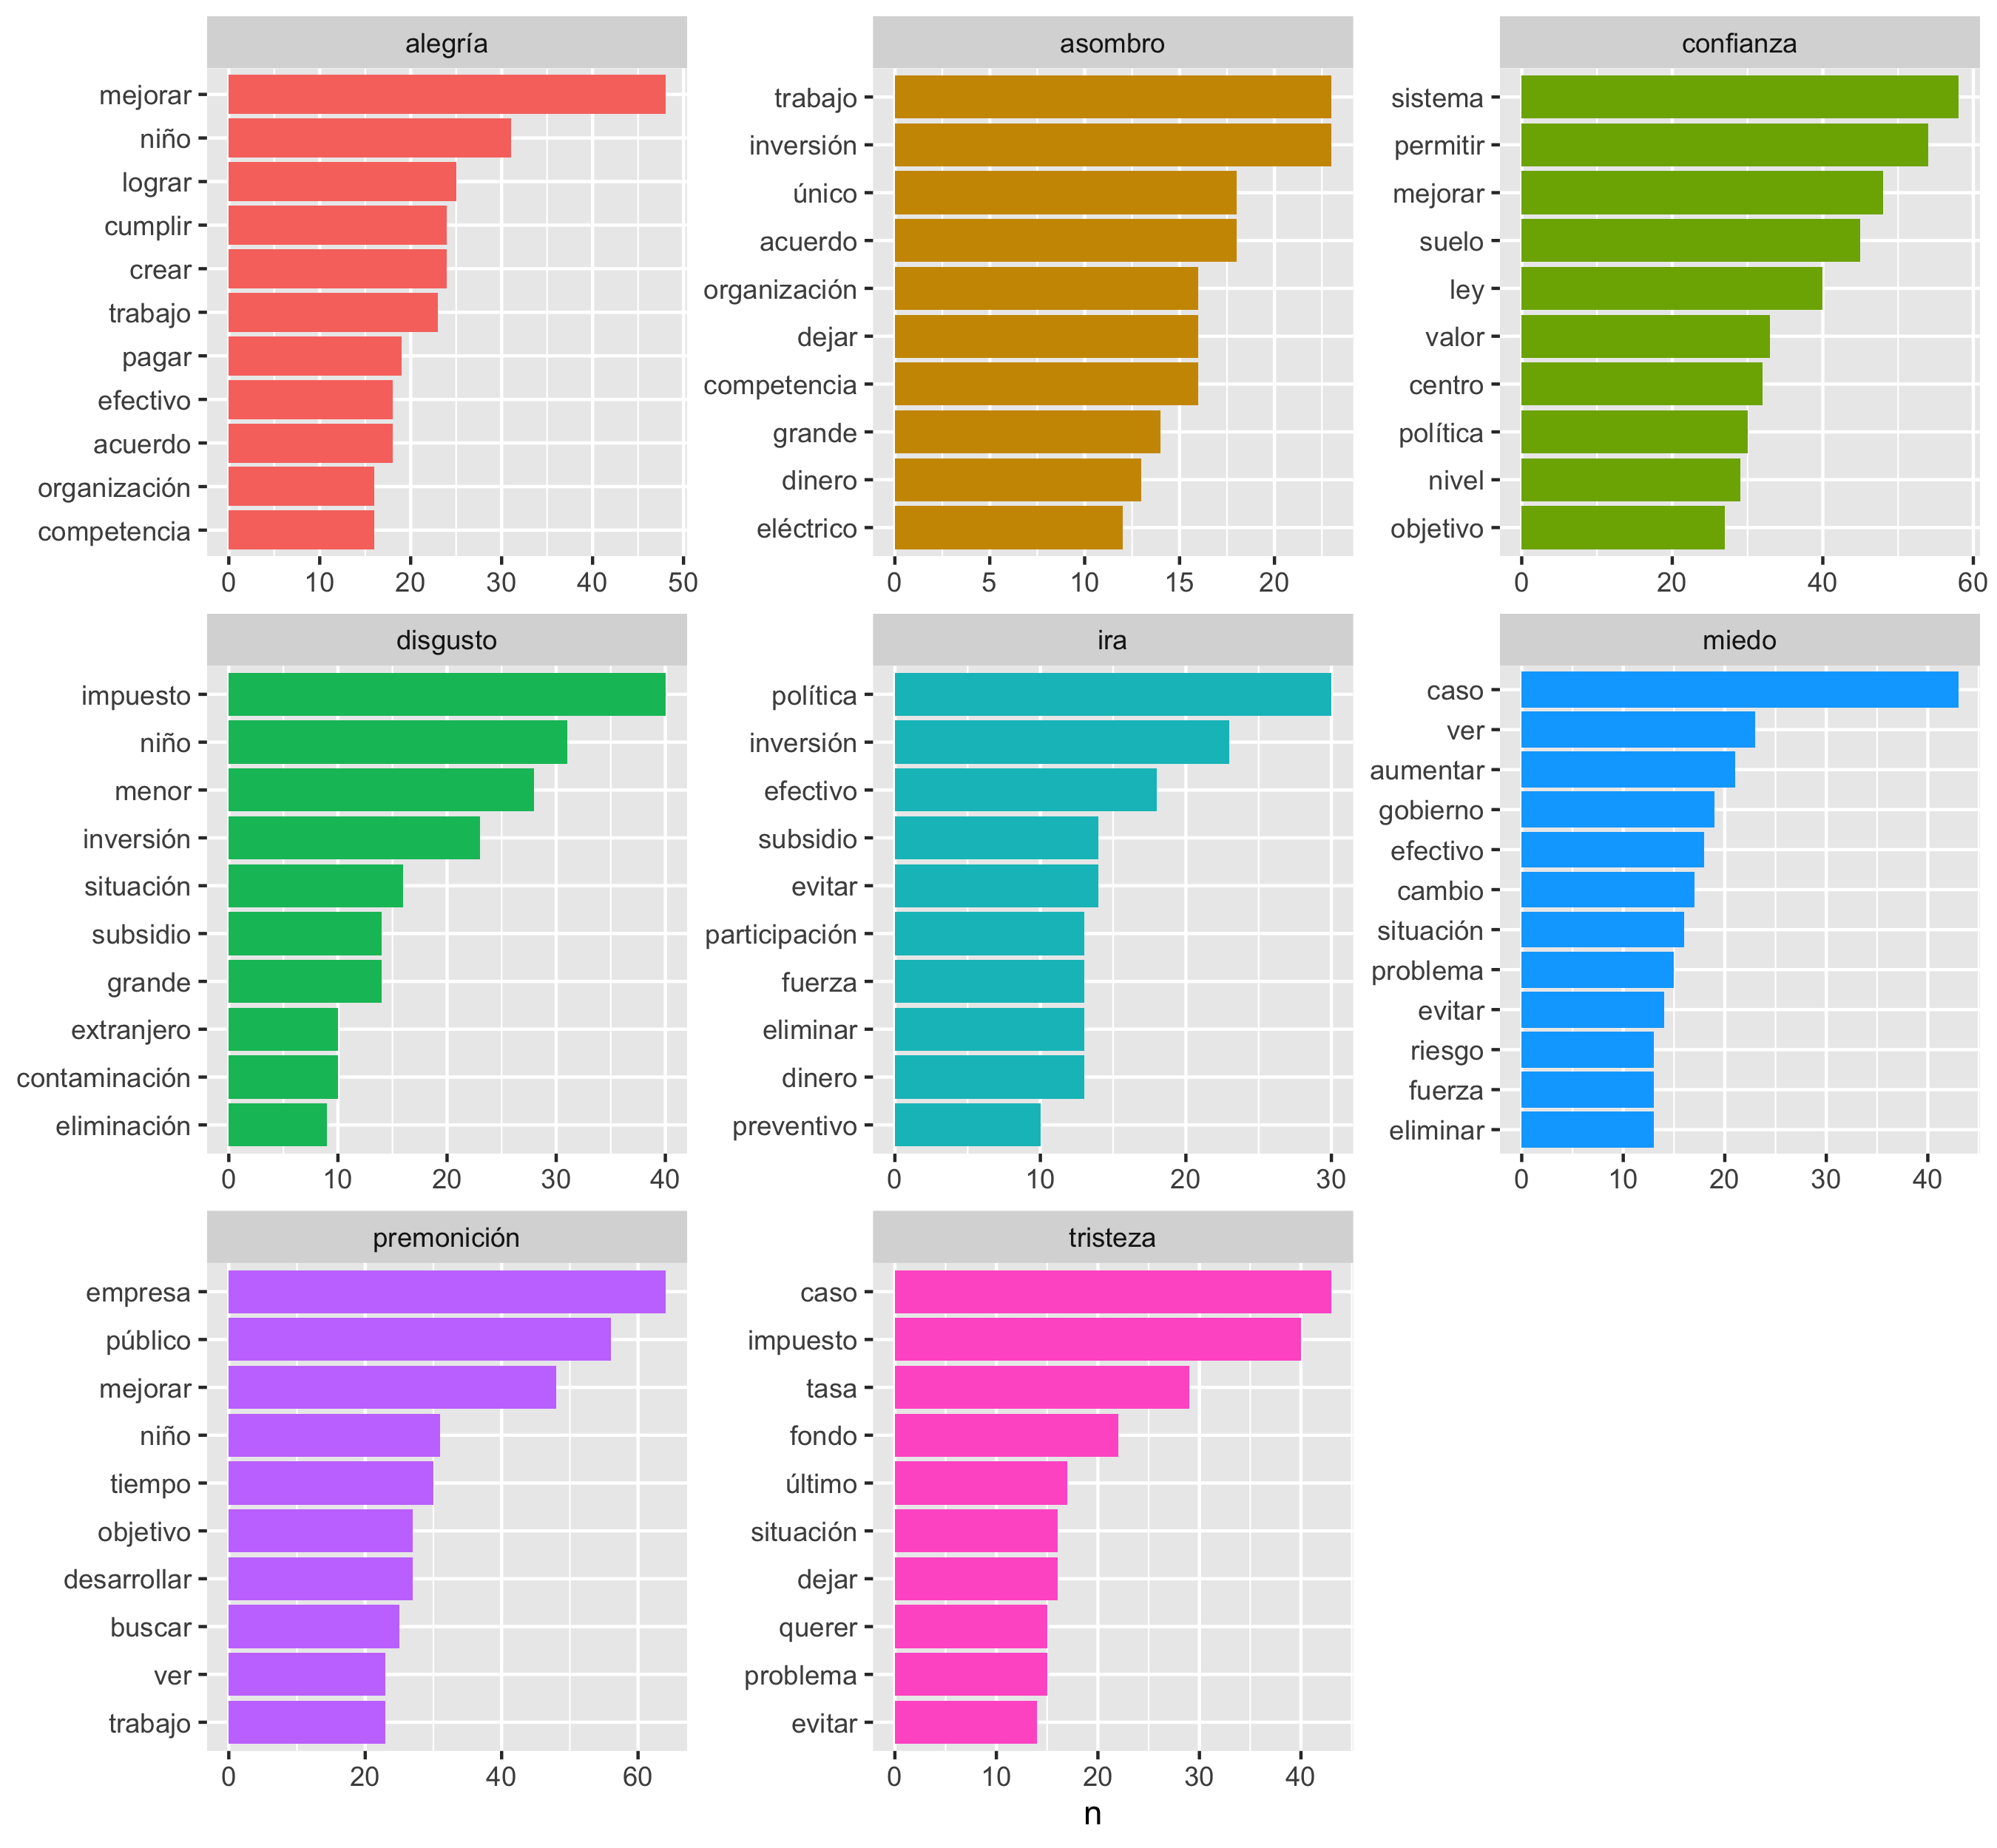 alegría
mejorar
niño
lograr
cumplir
crear
trabajo
pagar
efectivo
acuerdo
organización
competencia
0 10 20 30 40 50
asombro
trabajo
inversión
único
acuerdo
organización
dejar
competencia
grande
dinero
eléctrico
0 5 10 15 20
confianza
sistema
permitir
mejorar
suelo
ley
valor
centro
política
nivel
objetivo
0 20 40 60
disgusto
impuesto
niño
menor
inversión
situación
subsidio
grande
extranjero
contaminación
eliminación
0 10 20 30 40
ira
política
inversión
efectivo
subsidio
evitar
participación
fuerza
eliminar
dinero
preventivo
0 10 20 30
miedo
caso
ver
aumentar
gobierno
efectivo
cambio
situación
problema
evitar
riesgo
fuerza
eliminar
0 10 20 30 40
premonición
empresa
público
mejorar
niño
tiempo
objetivo
desarrollar
buscar
ver
trabajo
0 20 40 60
tristeza
caso
impuesto
tasa
fondo
último
situación
dejar
querer
problema
evitar
0 10 20 30 40
n